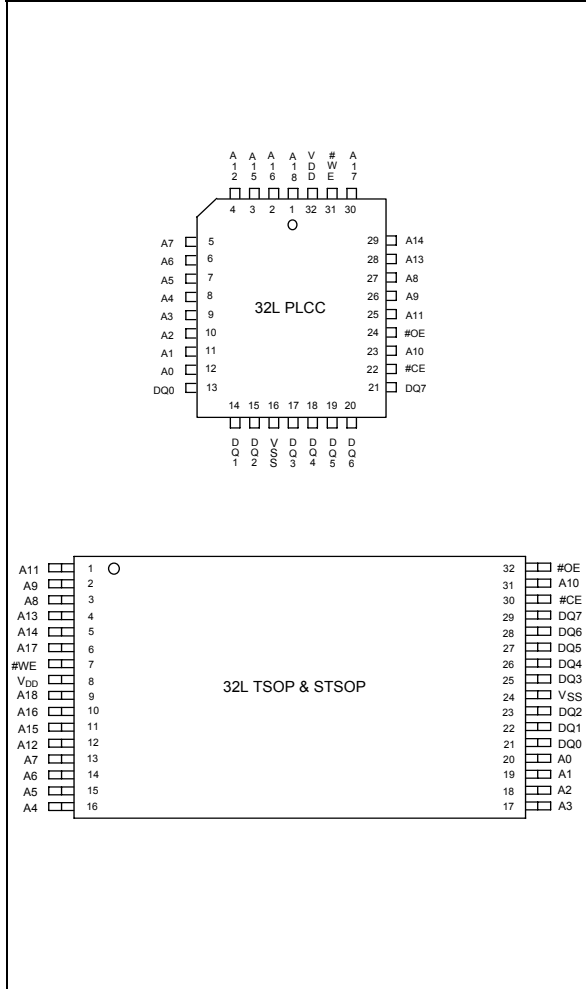 A12 A15 A16 A18 VDD #WE A17
4 3 2 1 32 31 30
A7 5 29 A14
A6 6 28 A13
A5 7 27 A8
A4 8 26 A9
A3 9 32L PLCC 25 A11
A2 10 24 #OE
A1 11 23 A10
A0 12 22 #CE
DQ0 13 21 DQ7
14 15 16 17 18 19 20
DQ1 DQ2 VSS DQ3 DQ4 DQ5 DQ6
A11 1 32 #OE
A9 2 31 A10
A8 3 30 #CE
A13 4 29 DQ7
A14 5 28 DQ6
A17 6 27 DQ5
#WE 7 26 DQ4
VDD 8 32L TSOP & STSOP 25 DQ3
A18 9 24 VSS
A16 10 23 DQ2
A15 11 22 DQ1
A12 12 21 DQ0
A7 13 20 A0
A6 14 19 A1
A5 15 18 A2
A4 16 17 A3